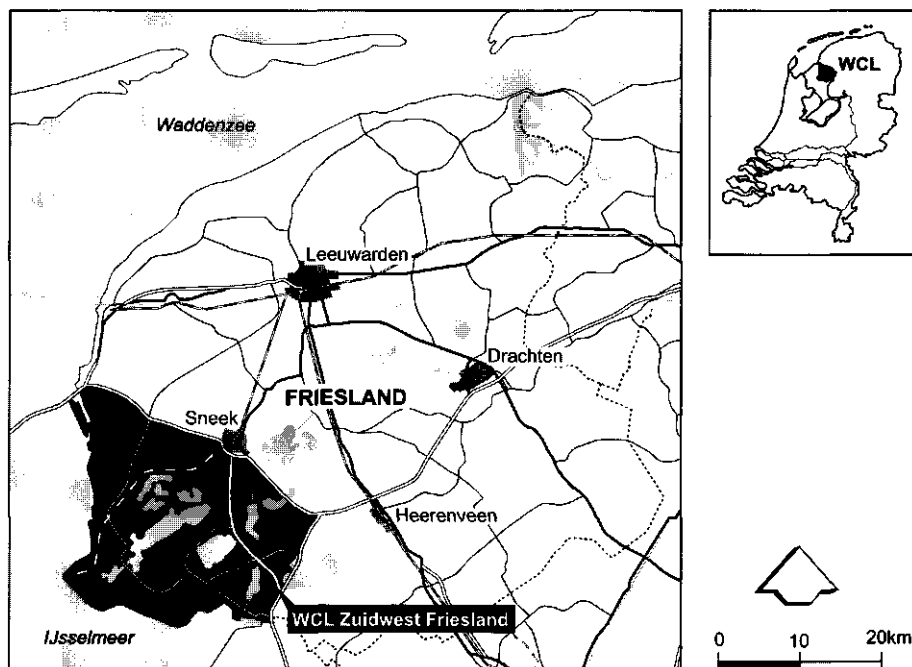 Waddenzee
WCL
Leeuwarden
Drachten
FRIESLAND
Sneek
Heerenveen
WCL Zuidwest Friesland
IJsselmeer
0 10 20km